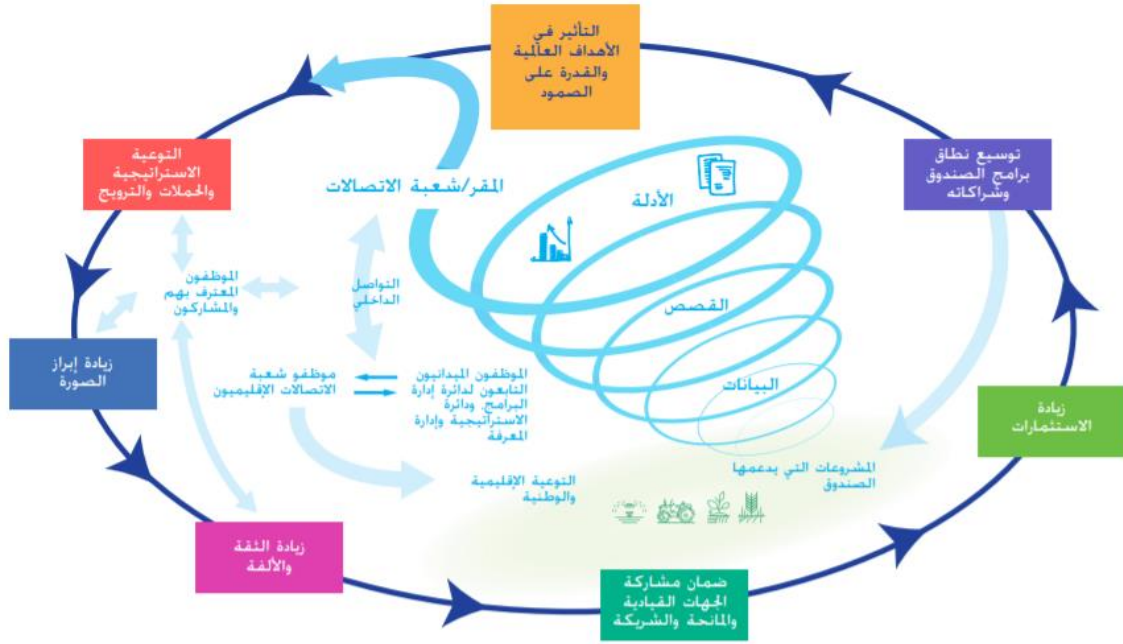 التأثير في
الأهداف العالمية
والقدرة على
الصمود
التوعية
الاستراتيجية
والحملات والترويج
زيادة إبراز
الصورة
زيادة الثقة
والألفة
ضمان مشاركة
الجهات القيادية
والمانحة والشريكة
زيادة
الاستثمارات
توسيع نطاق
برامج الصندوق
وشراكاته
المقر/شعبة الاتصالات
الأدلة
القصص
البيانات
الموظفون
المعترف بهم
والمشاركون
التواصل
الداخلي
الموظفون الميدانيون
التابعون لدائرة إدارة
البرامج، ودائرة
الاستراتيجية وإدارة
المعرفة
موظفو شعبة
الاتصالات الإقليميون
التوعية الإقليمية
والوطنية
المشروعات التي يدعمها
الصندوق